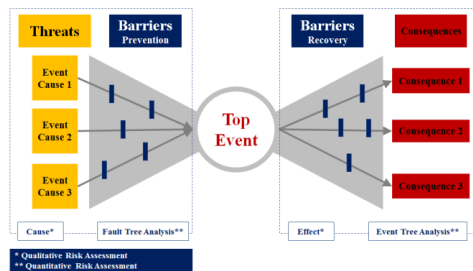 Threats
Barriers
Prevention
Barriers
Recovery
Consequences
Event
Cause 1
Event
Cause 2
Event
Cause 3
Top
Event
Consequence 1
Consequence 2
Consequence 3
Cause*
Fault Tree Analysis**
Effect*
Event Tree Analysis**
* Qualitative Risk Assessment
** Quantitative Risk Assessment